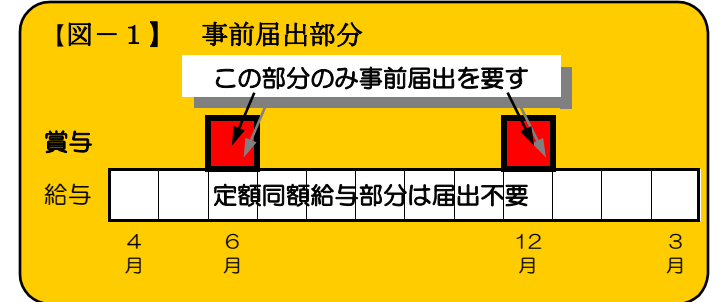 【図－１】　事前届出部分
この部分のみ事前届出を要す
賞与
給与
定額同額給与部分は届出不要
4月
6月
12月
3月